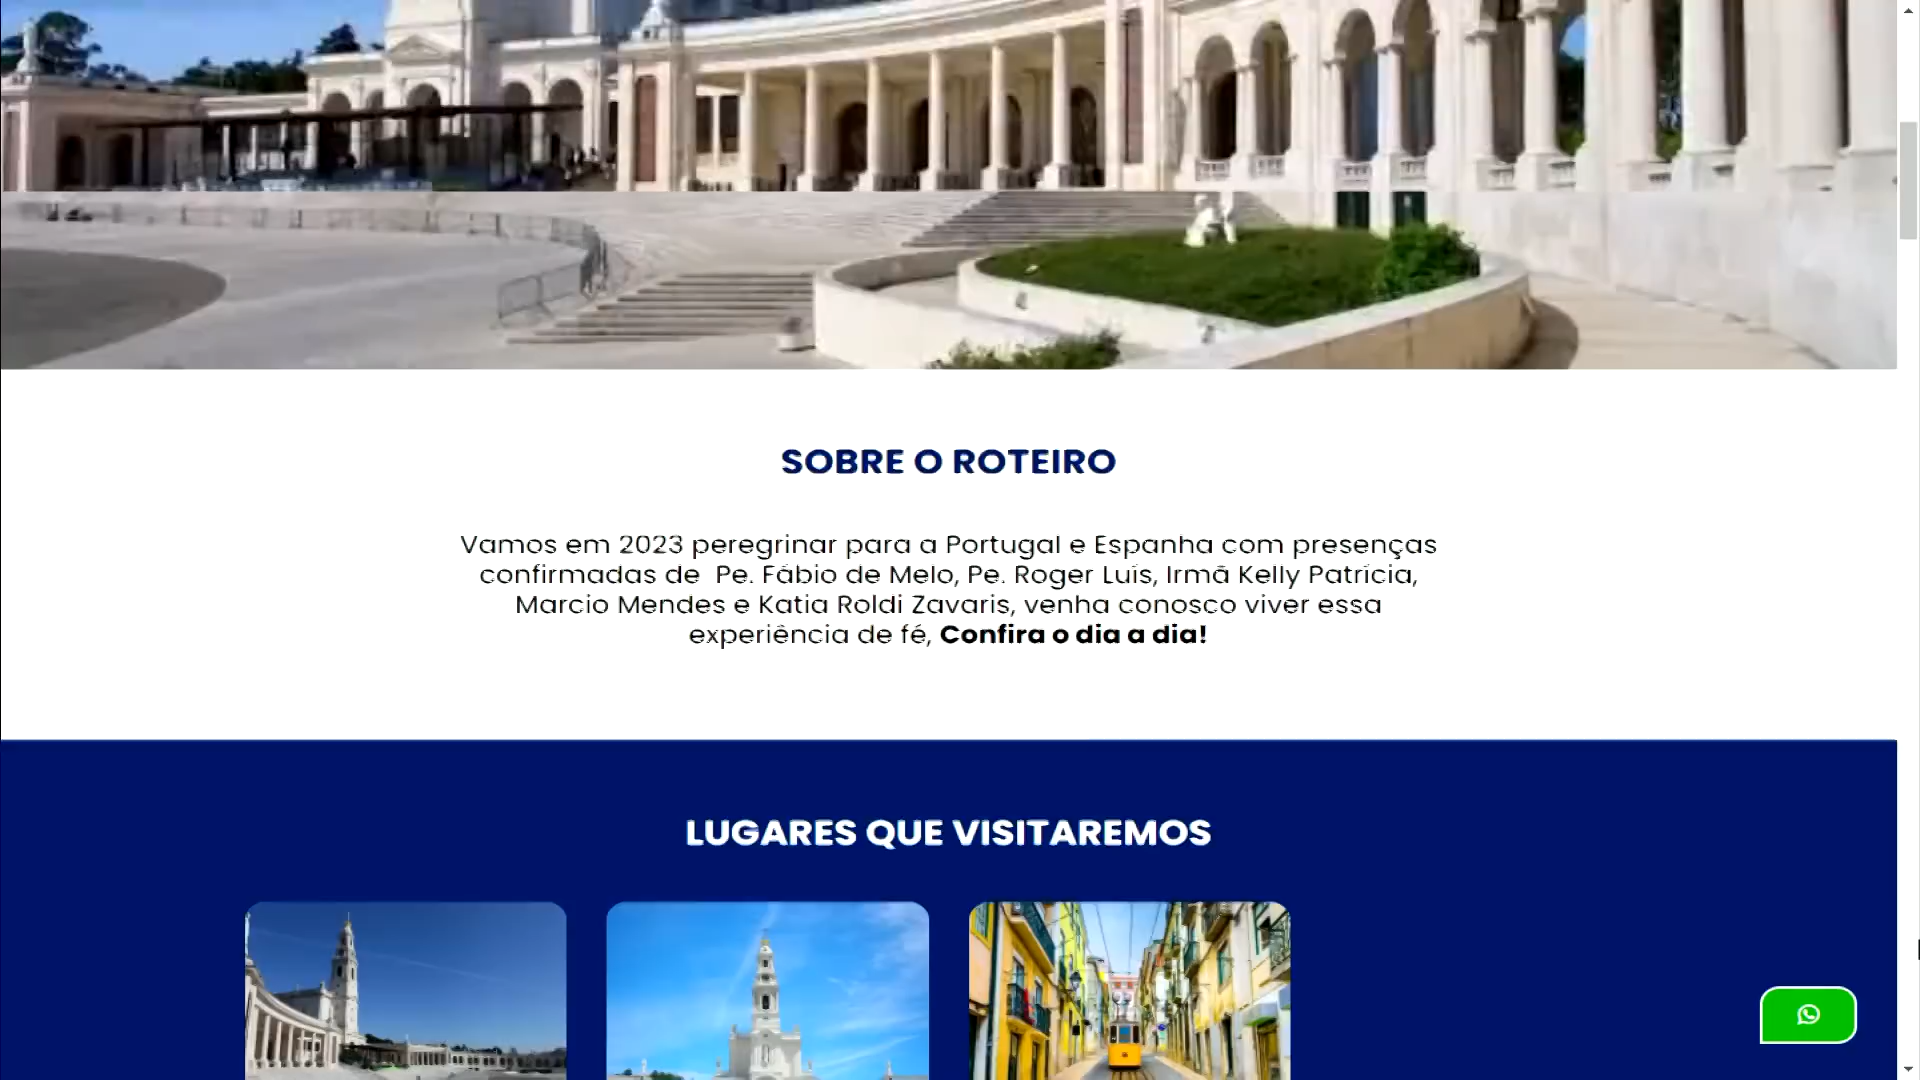 SOBRE O ROTEIRO
Vamos em 2023 peregrinar para a Portugal e Espanha com presenças
confirmadas de  Pe. Fábio de Melo, Pe. Roger Luís, Irmã Kelly Patrícia,
Marcio Mendes e Katia Roldi Zavaris, venha conosco viver essa
experiência de fé, Confira o dia a dia!
LUGARES QUE VISITAREMOS